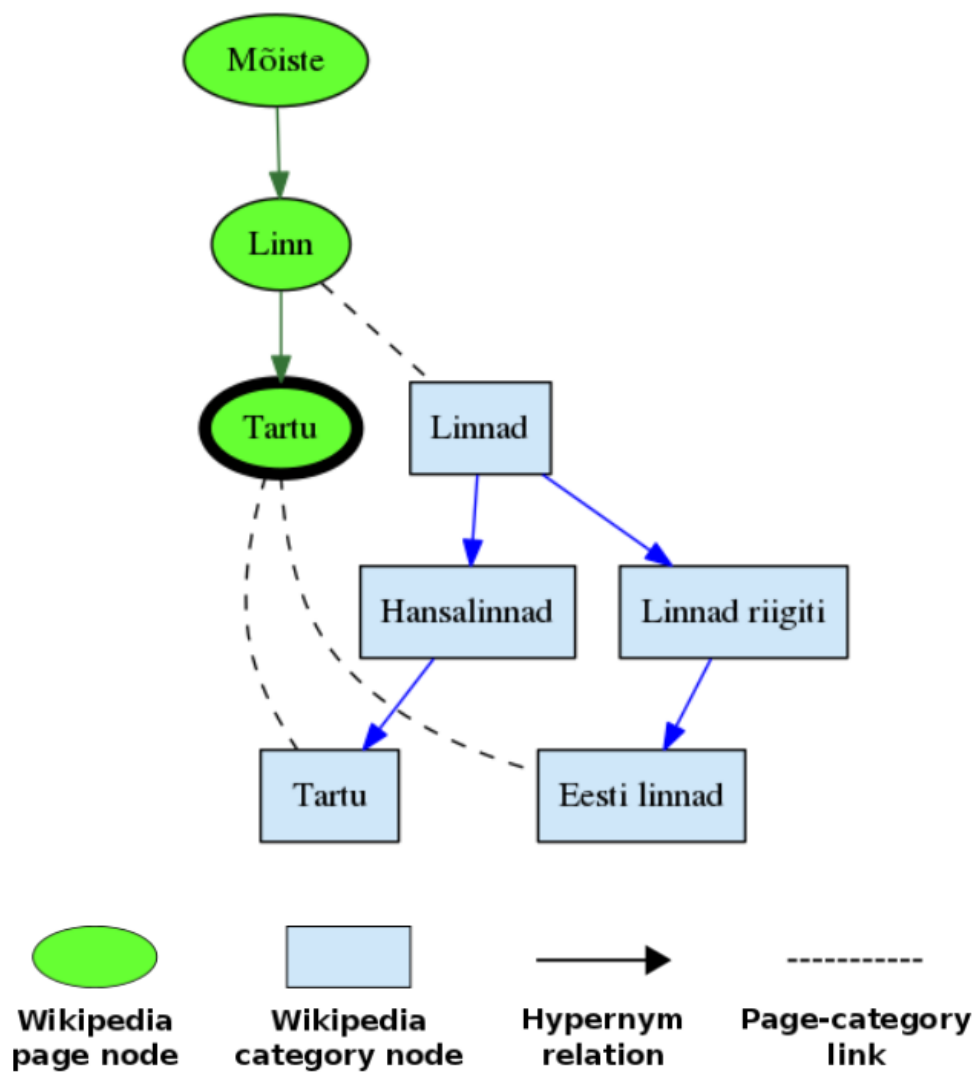 Mõiste
Linn
Tartu
Linnad
Hansalinnad
Linnad riigiti
Tartu
Eesti linnad
Wikipedia
page node
Wikipedia
category node
Hypernym
relation
Page-category
link